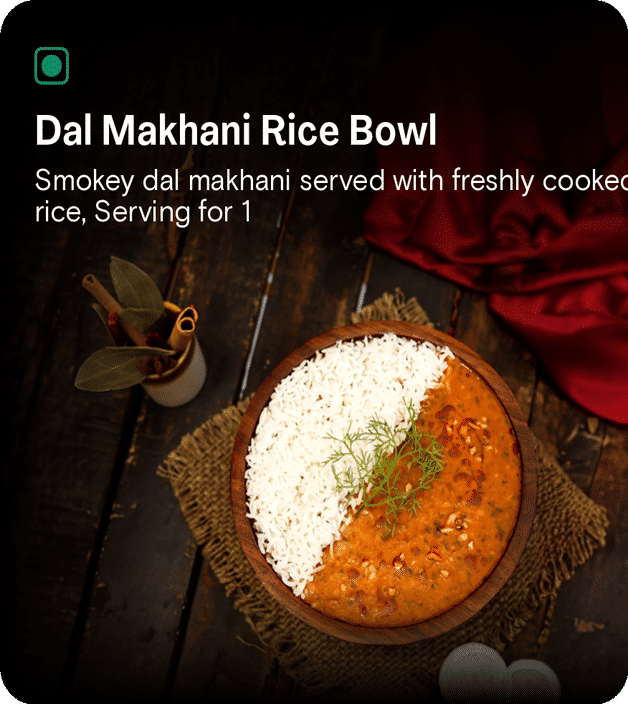 Dal Makhani Rice Bowl
Smokey dal makhani served with freshly cooked
rice, Serving for 1